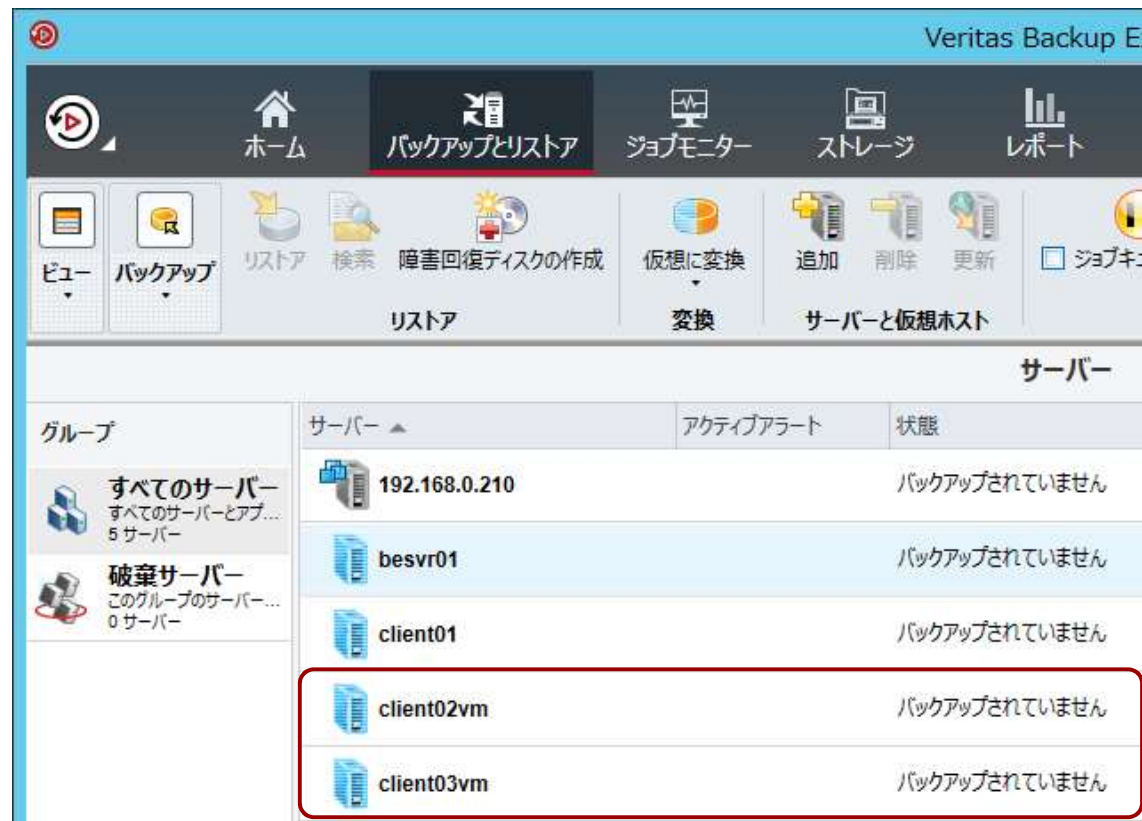 Veritas Backup E
ホーム
バックアップとリストア
ジョブモニター
ストレージ
レポート
ビュー
バックアップ
リストア
検索
障害回復ディスクの作成
仮想に変換
追加
削除
更新
ジョブキュ
リストア
変換
サーバーと仮想ホスト
サーバー
グループ
すべてのサーバー
すべてのサーバーとアプ...
5 サーバー
破棄サーバー
このグループのサーバー...
0 サーバー
サーバー アクティブアラート 状態
192.168.0.210 バックアップされていません
besvr01 バックアップされていません
client01 バックアップされていません
client02vm バックアップされていません
client03vm バックアップされていません